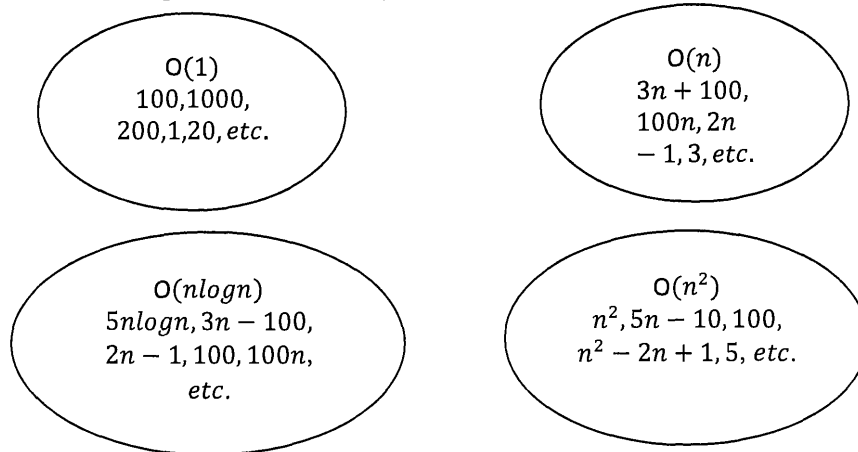 O(1)
100,1000,
200,1,20, etc.
O(n)
3n + 100,
100n, 2n
− 1, 3, etc.
O(nlogn)
5nlogn, 3n − 100,
2n − 1, 100, 100n,
etc.
O(n²)
n², 5n − 10, 100,
n² − 2n + 1, 5, etc.